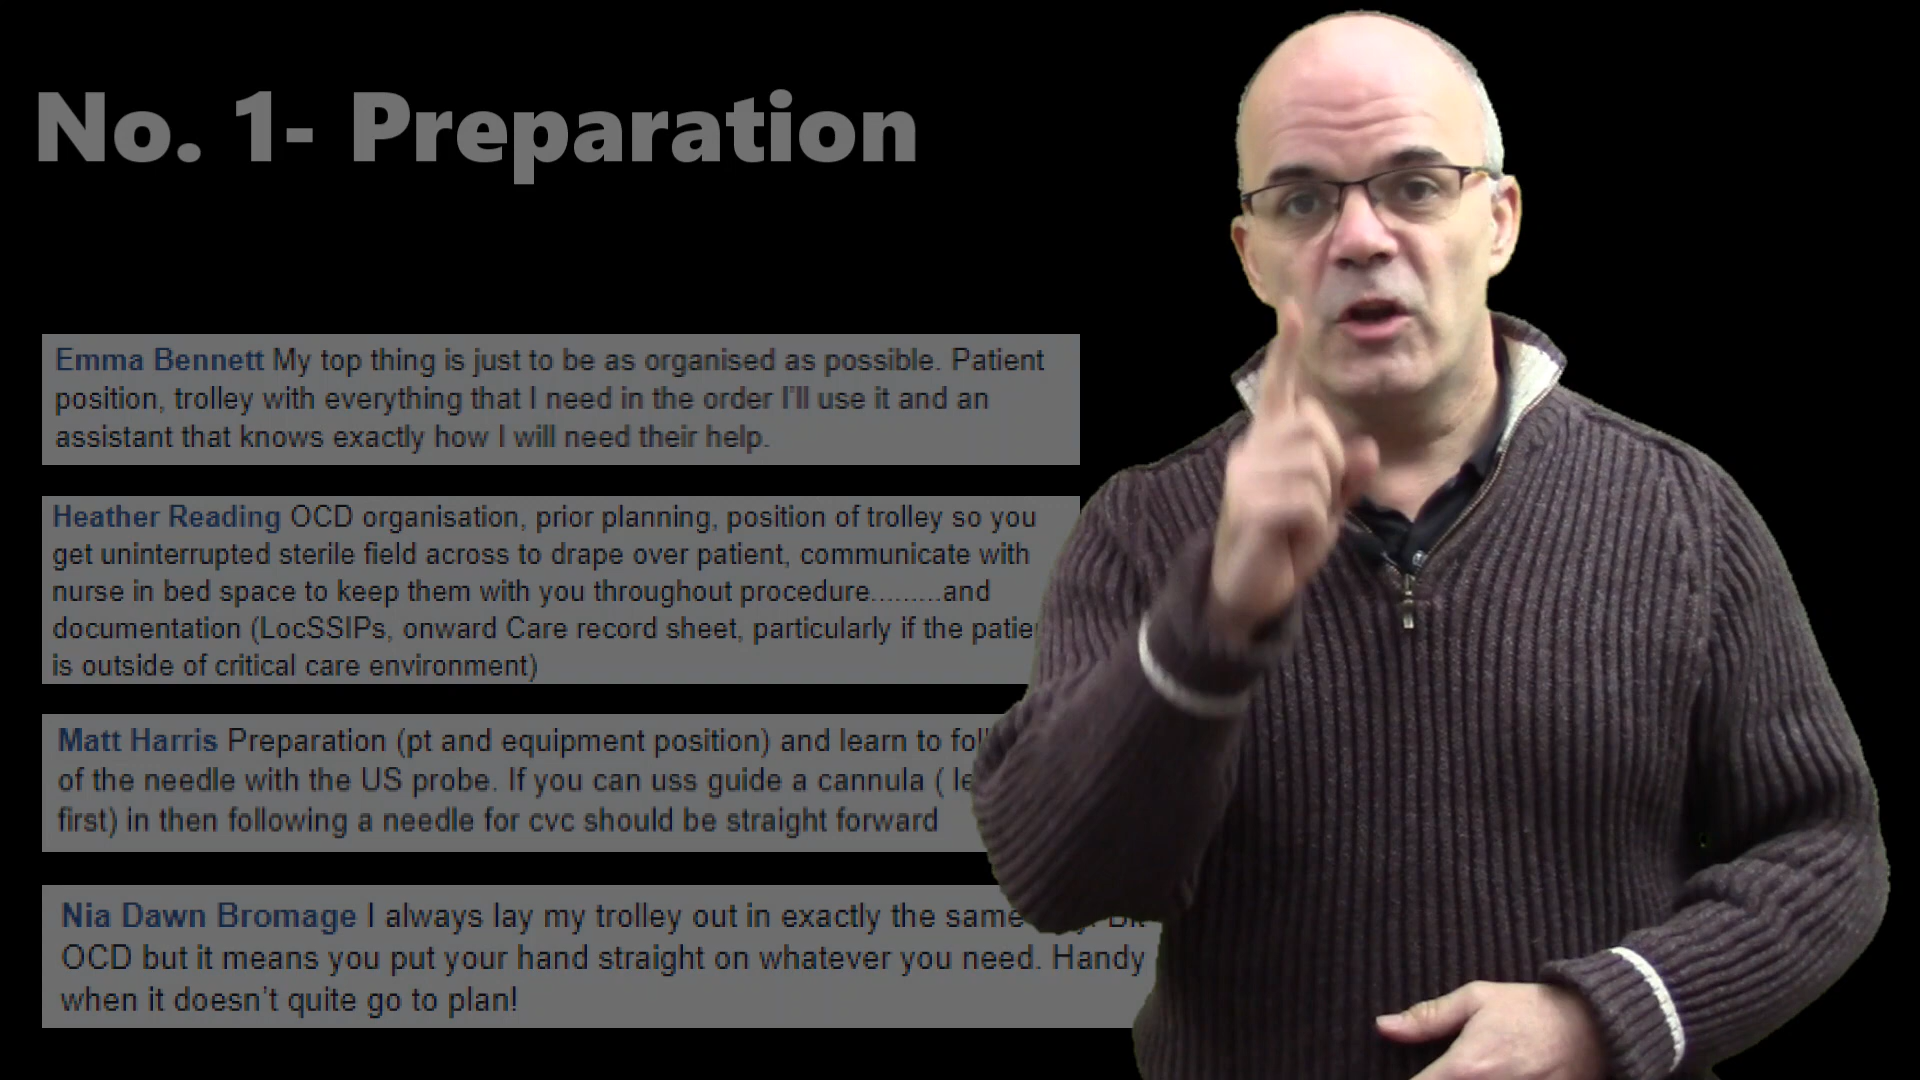 No. 1- Preparation
Emma Bennett My top thing is just to be as organised as possible. Patient
position, trolley with everything that I need in the order I'll use it and an
assistant that knows exactly how I will need their help.
Heather Reading OCD organisation, prior planning, position of trolley so you
get uninterrupted sterile field across to drape over patient, communicate with
nurse in bed space to keep them with you throughout procedure.........and
documentation (LocSSIPs, onward Care record sheet, particularly if the
is outside of critical care environment)
Matt Harris Preparation (pt and equipment position) and learn to
of the needle with the US probe. If you can uss guide a cannula (
first) in then following a needle for cvc should be straight forward
Nia Dawn Bromage I always lay my trolley out in exactly the same
OCD but it means you put your hand straight on whatever you need. Handy
when it doesn't quite go to plan!